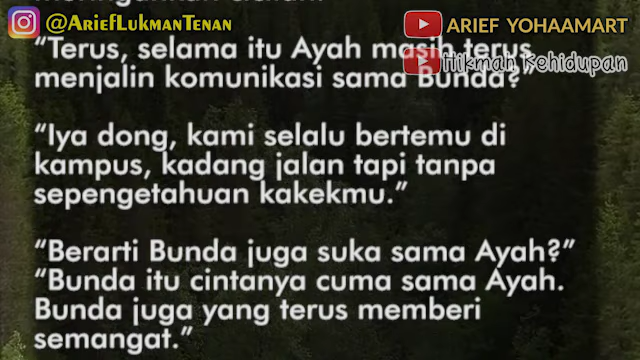 @AriefLukmanTenan
ARIEF YOHAAMART
Hikmah Kehidupan
“Terus, selama itu Ayah masih terus
menjalin komunikasi sama Bunda?”
“Iya dong, kami selalu bertemu di
kampus, kadang jalan tapi tanpa
sepengetahuan kakekmu.”
“Berarti Bunda juga suka sama Ayah?”
“Bunda itu cintanya cuma sama Ayah.
Bunda juga yang terus memberi
semangat.”